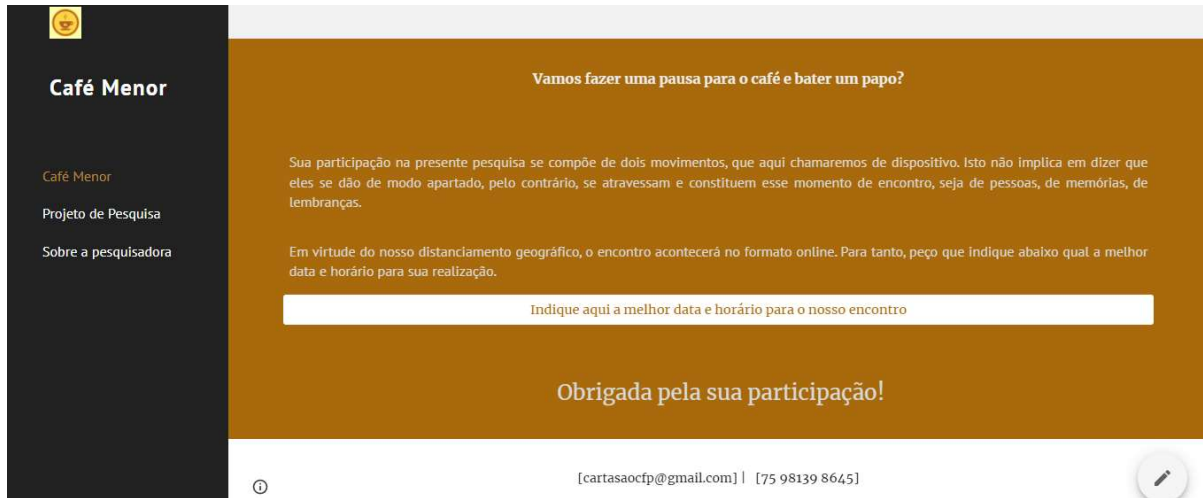 Café Menor
Café Menor
Projeto de Pesquisa
Sobre a pesquisadora
Vamos fazer uma pausa para o café e bater um papo?
Sua participação na presente pesquisa se compõe de dois movimentos, que aqui chamaremos de dispositivo. Isto não implica em dizer que
eles se dão de modo apartado, pelo contrário, se atravessam e constituem esse momento de encontro, seja de pessoas, de memórias, de
lembranças.
Em virtude do nosso distanciamento geográfico, o encontro acontecerá no formato online. Para tanto, peço que indique abaixo qual a melhor
data e horário para sua realização.
Indique aqui a melhor data e horário para o nosso encontro
Obrigada pela sua participação!
[cartasaocfp@gmail.com] | [75 98139 8645]